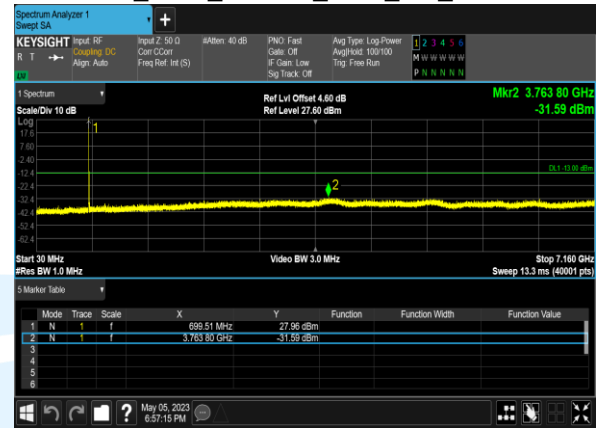 Spectrum Analyzer 1
Swept SA
KEYSIGHT Input: RF Input Z: 50 Ω #Atten: 40 dB PNO: Fast Avg Type: Log-Power 1 2 3 4 5 6
R T Coupling: DC Corr CCorr Gate: Off Avg|Hold: 100/100 M W W W W W
Align: Auto Freq Ref: Int (S) IF Gain: Low Trig: Free Run
Sig Track: Off P N N N N N
LV
1 Spectrum Ref Lvl Offset 4.60 dB Mkr2 3.763 80 GHz
Scale/Div 10 dB Ref Level 27.60 dBm -31.59 dBm
Log
17.6
7.60
-2.40
-12.4
-22.4
-32.4
-42.4
-52.4
-62.4
1
DL1 -13.00 dBm
2
Start 30 MHz Video BW 3.0 MHz Stop 7.160 GHz
#Res BW 1.0 MHz Sweep 13.3 ms (40001 pts)
5 Marker Table
Mode Trace Scale X Y Function Function Width Function Value
1 N 1 f 699.51 MHz 27.96 dBm
2 N 1 f 3.763 80 GHz -31.59 dBm
3
4
5
6
? May 05, 2023
6:57:15 PM